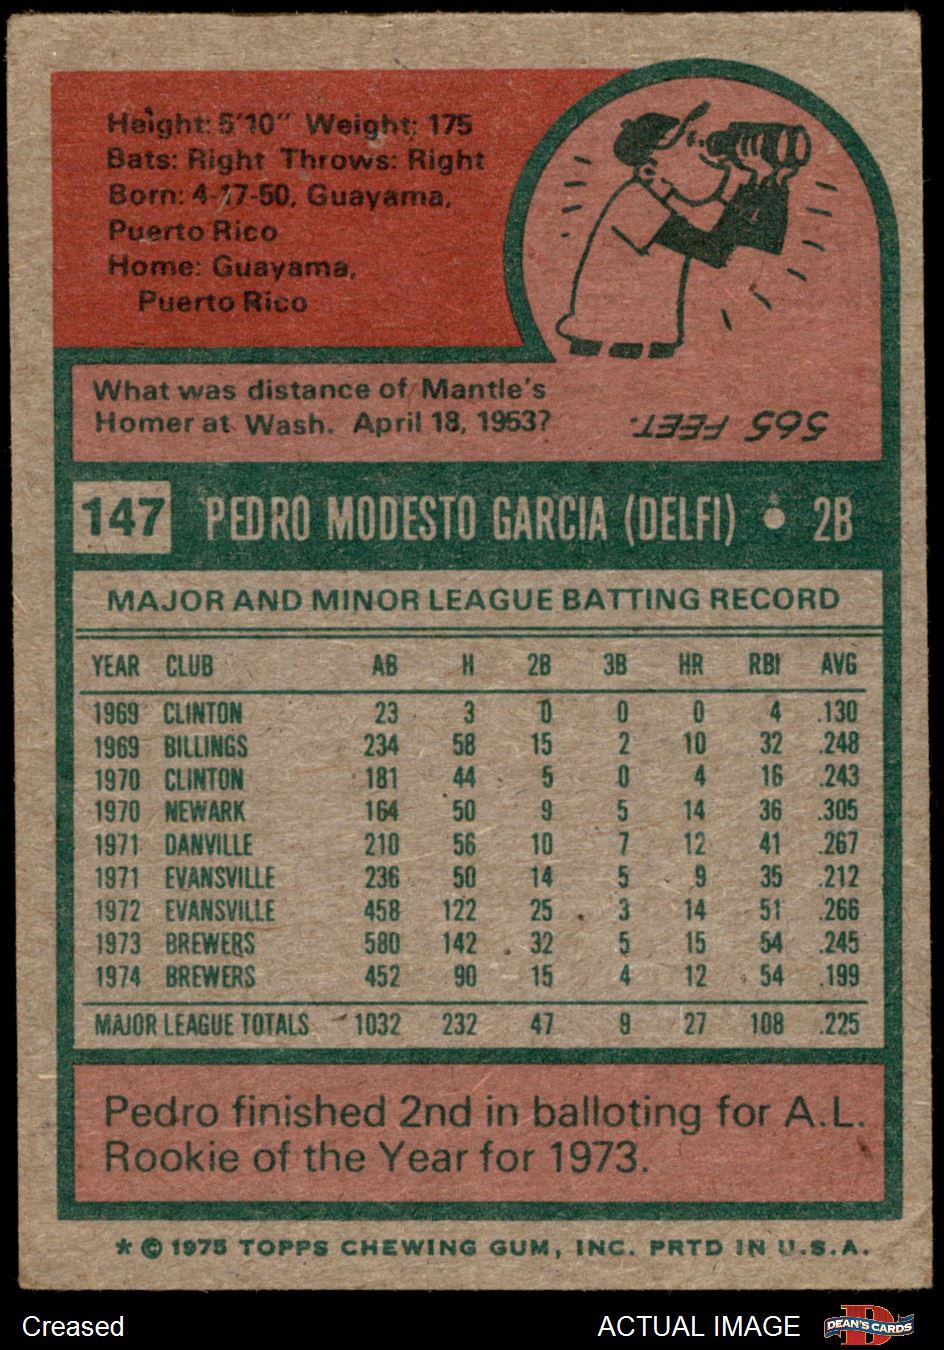 Height: 5'10" Weight: 175
Bats: Right Throws: Right
Born: 4-17-50, Guayama,
Puerto Rico
Home: Guayama,
Puerto Rico
What was distance of Mantle's
Homer at Wash. April 18, 1953?
565 FEET.
147 PEDRO MODESTO GARCIA (DELFI) • 2B
MAJOR AND MINOR LEAGUE BATTING RECORD
YEAR CLUB AB H 2B 3B HR RBI AVG
1969 CLINTON 23 3 0 0 0 4 .130
1969 BILLINGS 234 58 15 2 10 32 .248
1970 CLINTON 181 44 5 0 4 16 .243
1970 NEWARK 164 50 9 5 14 36 .305
1971 DANVILLE 210 56 10 7 12 41 .267
1971 EVANSVILLE 236 50 14 5 9 35 .212
1972 EVANSVILLE 458 122 25 3 14 51 .266
1973 BREWERS 580 142 32 5 15 54 .245
1974 BREWERS 452 90 15 4 12 54 .199
MAJOR LEAGUE TOTALS 1032 232 47 9 27 108 .225
Pedro finished 2nd in balloting for A.L.
Rookie of the Year for 1973.
* © 1975 TOPPS CHEWING GUM, INC. PRTD IN U.S.A.
Creased ACTUAL IMAGE DEAN'S CARDS